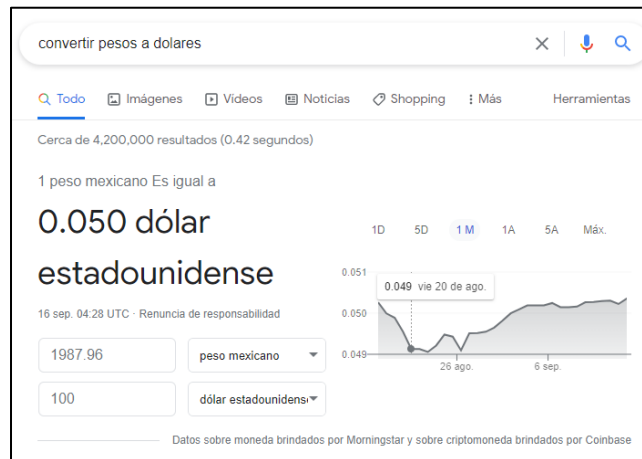 convertir pesos a dolares
Todo Imágenes Videos Noticias Shopping Más Herramientas
Cerca de 4,200,000 resultados (0.42 segundos)
1 peso mexicano Es igual a
0.050 dólar
estadounidense
16 sep. 04:28 UTC · Renuncia de responsabilidad
1987.96 peso mexicano
100 dólar estadounidens
1D 5D 1 M 1A 5A Máx.
0.051
0.049 vie 20 de ago.
0.050
0.049
26 ago. 6 sep.
Datos sobre moneda brindados por Morningstar y sobre criptomoneda brindados por Coinbase